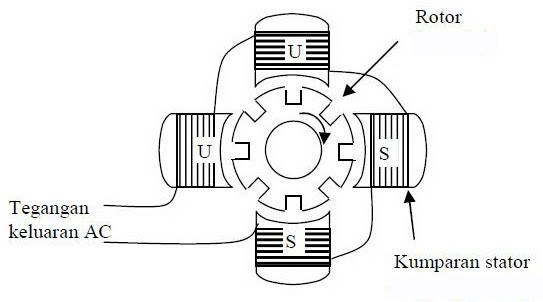 Rotor
U
U
S
Tegangan
keluaran AC
S
Kumparan stator